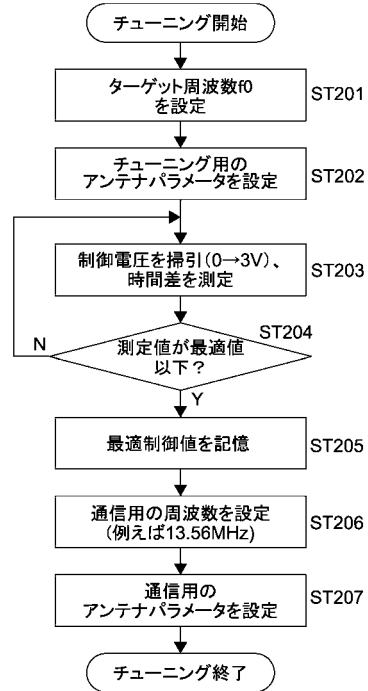 チューニング開始
ターゲット周波数f0
を設定
ST201
チューニング用の
アンテナパラメータを設定
ST202
制御電圧を掃引(0→3V)、
時間差を測定
ST203
ST204
測定値が最適値
以下?
N
Y
最適制御値を記憶
ST205
通信用の周波数を設定
(例えば13.56MHz)
ST206
通信用の
アンテナパラメータを設定
ST207
チューニング終了